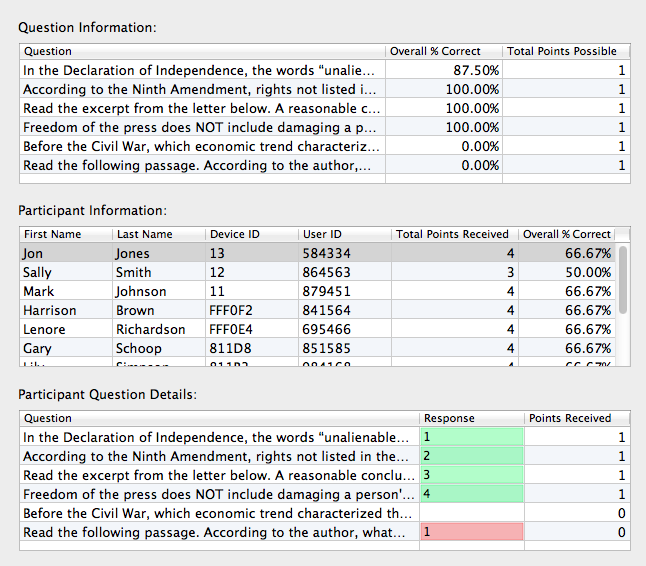 Question Information:
Question Overall % Correct Total Points Possible
In the Declaration of Independence, the words "unalie... 87.50% 1
According to the Ninth Amendment, rights not listed i... 100.00% 1
Read the excerpt from the letter below. A reasonable c... 100.00% 1
Freedom of the press does NOT include damaging a p... 100.00% 1
Before the Civil War, which economic trend characteriz... 0.00% 1
Read the following passage. According to the author,... 0.00% 1
Participant Information:
First Name Last Name Device ID User ID Total Points Received Overall % Correct
Jon Jones 13 584334 4 66.67%
Sally Smith 12 864563 3 50.00%
Mark Johnson 11 879451 4 66.67%
Harrison Brown FFF0F2 841564 4 66.67%
Lenore Richardson FFF0E4 695466 4 66.67%
Gary Schoop 811D8 851585 4 66.67%
Participant Question Details:
Question Response Points Received
In the Declaration of Independence, the words "unalienable... 1 1
According to the Ninth Amendment, rights not listed in the... 2 1
Read the excerpt from the letter below. A reasonable conclu... 3 1
Freedom of the press does NOT include damaging a person'... 4 1
Before the Civil War, which economic trend characterized th... 0
Read the following passage. According to the author, what... 1 0